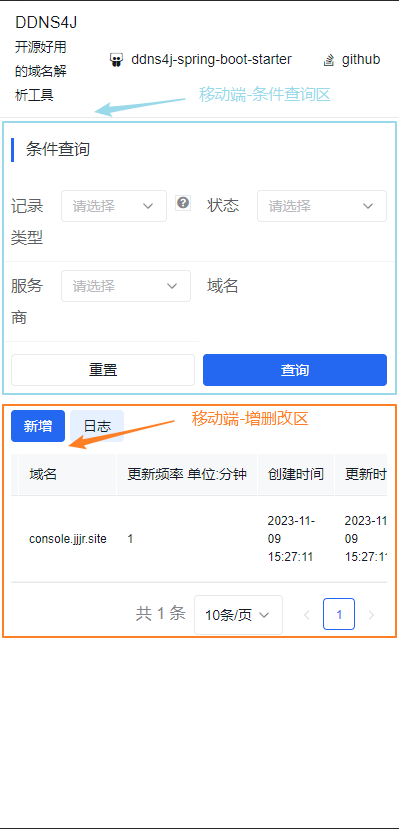 DDNS4J
开源好用
的域名解
析工具
ddns4j-spring-boot-starter
github
移动端-条件查询区
条件查询
记录
类型
请选择
状态
请选择
服务
商
请选择
域名
重置
查询
新增
日志
移动端-增删改区
域名
更新频率 单位:分钟
创建时间
更新时
console.jjjr.site
1
2023-11-
09
15:27:11
2023-11
09
15:27:1
共 1 条
10条/页
1